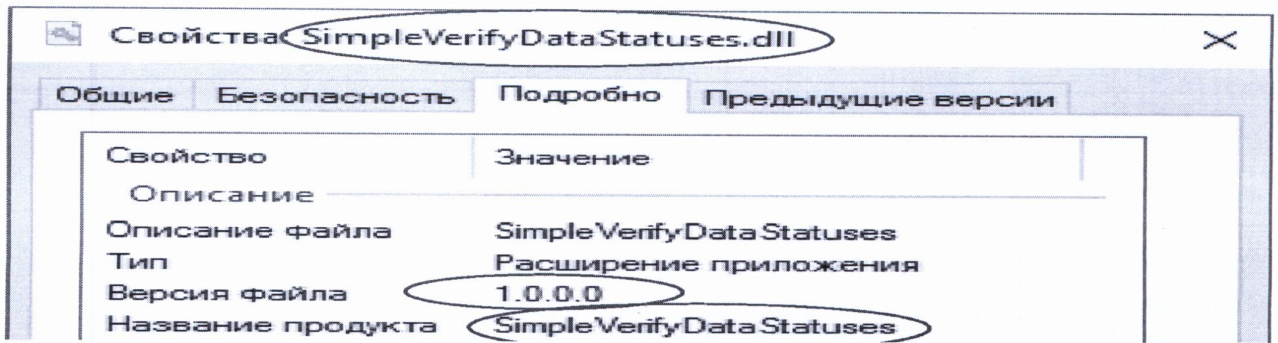 Свойства: SimpleVerifyDataStatuses.dll
Общие Безопасность Подробно Предыдущие версии
Свойство Значение
Описание
Описание файла SimpleVerifyDataStatuses
Тип Расширение приложения
Версия файла 1.0.0.0
Название продукта SimpleVerifyDataStatuses